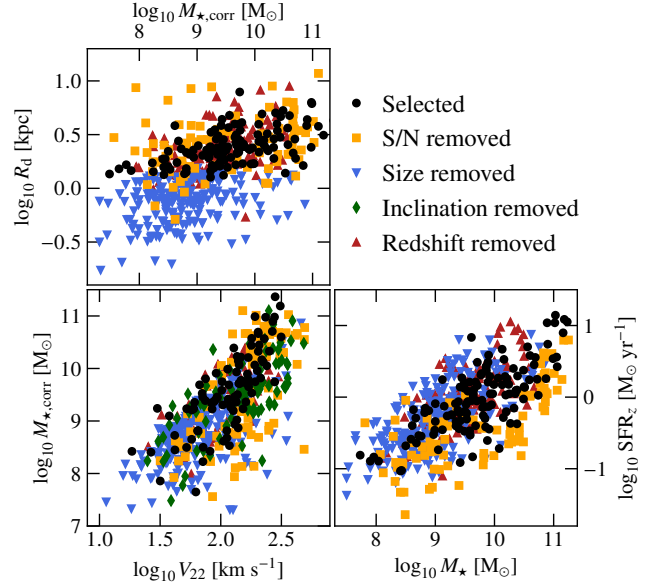 log₁₀ M⋆,corr [M⊙]
8 9 10 11
1.0
0.5
0.0
−0.5
log₁₀ R_d [kpc]
Selected
S/N removed
Size removed
Inclination removed
Redshift removed
11
10
9
8
7
log₁₀ M⋆,corr [M⊙]
1.0 1.5 2.0 2.5
log₁₀ V₂₂ [km s⁻¹]
1
0
−1
log₁₀ SFR_z [M⊙ yr⁻¹]
8 9 10 11
log₁₀ M⋆ [M⊙]